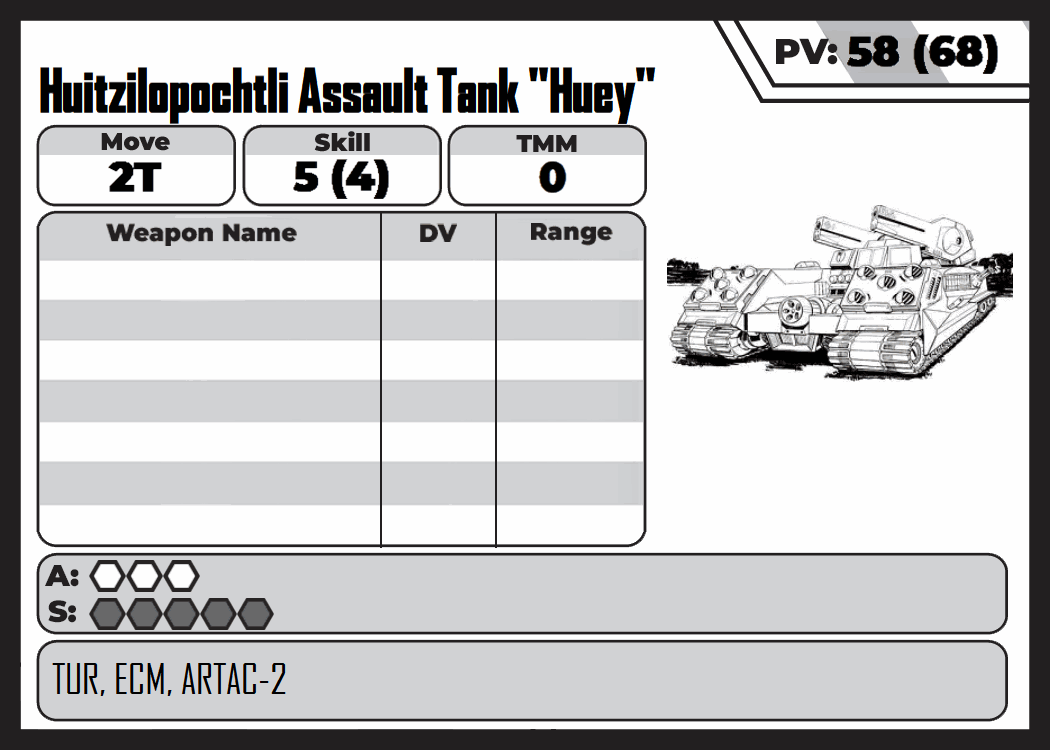 PV: 58 (68)
Huitzilopochtli Assault Tank "Huey"
Move Skill TMM
2T 5 (4) 0
Weapon Name DV Range
A:
S:
TUR, ECM, ARTAC-2